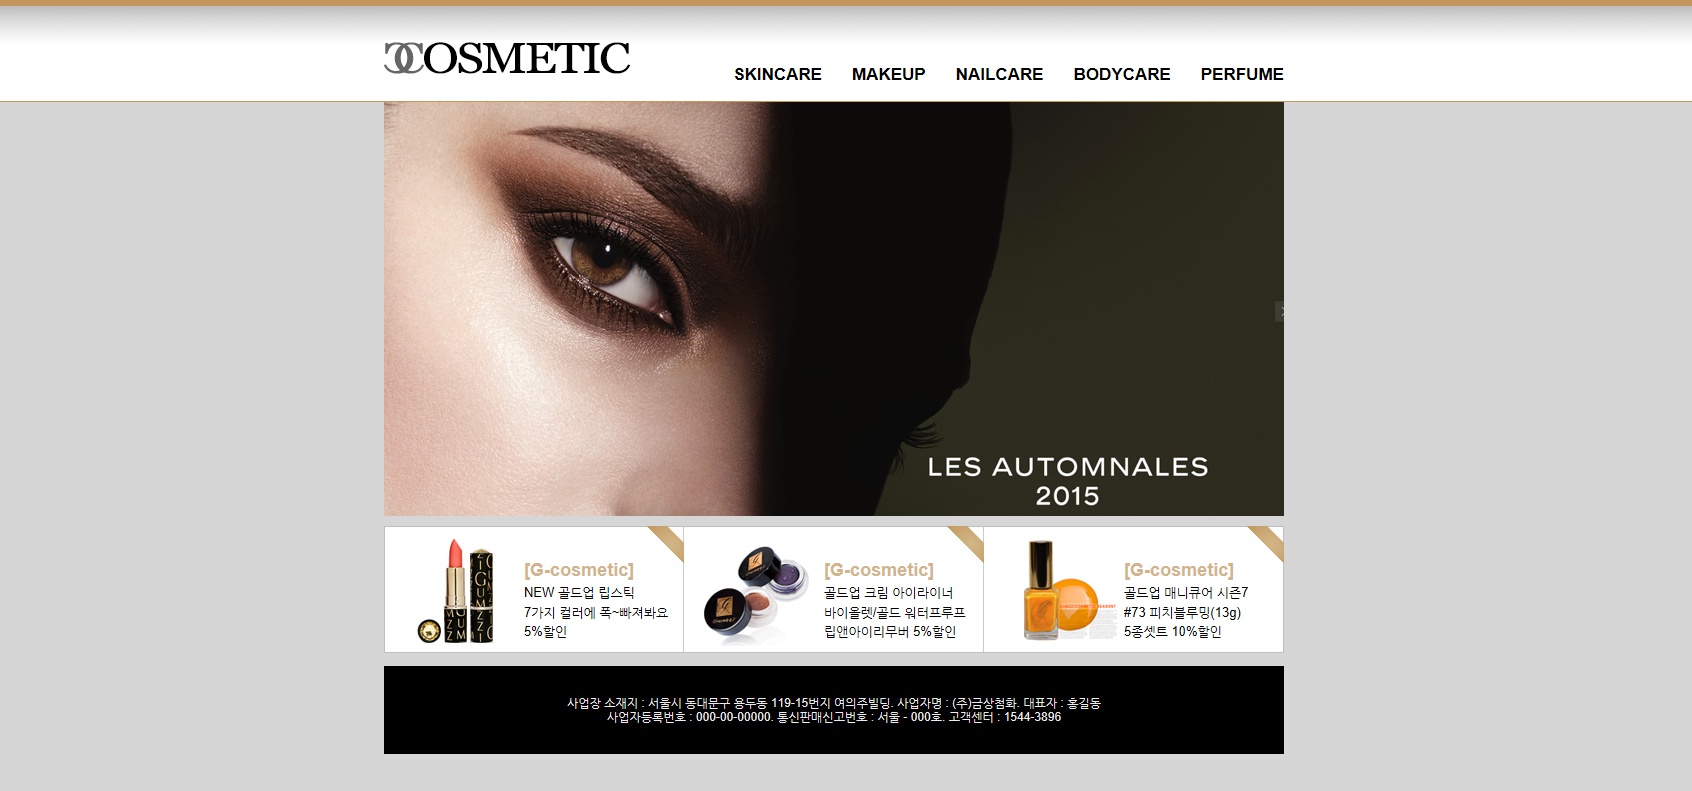 COSMETIC
SKINCARE MAKEUP NAILCARE BODYCARE PERFUME
LES AUTOMNALES
2015
[G-cosmetic]
NEW 골드업 립스틱
7가지 컬러에 폭~빠져봐요
5%할인
[G-cosmetic]
골드업 크림 아이라이너
바이올렛/골드 워터프루프
립앤아이리무버 5%할인
[G-cosmetic]
골드업 매니큐어 시즌7
#73 피치블루밍(13g)
5종셋트 10%할인
사업장 소재지 : 서울시 동대문구 용두동 119-15번지 여의주빌딩. 사업자명 : (주)금상첨화. 대표자 : 홍길동
사업자등록번호 : 000-00-00000. 통신판매신고번호 : 서울 - 000호. 고객센터 : 1544-3896